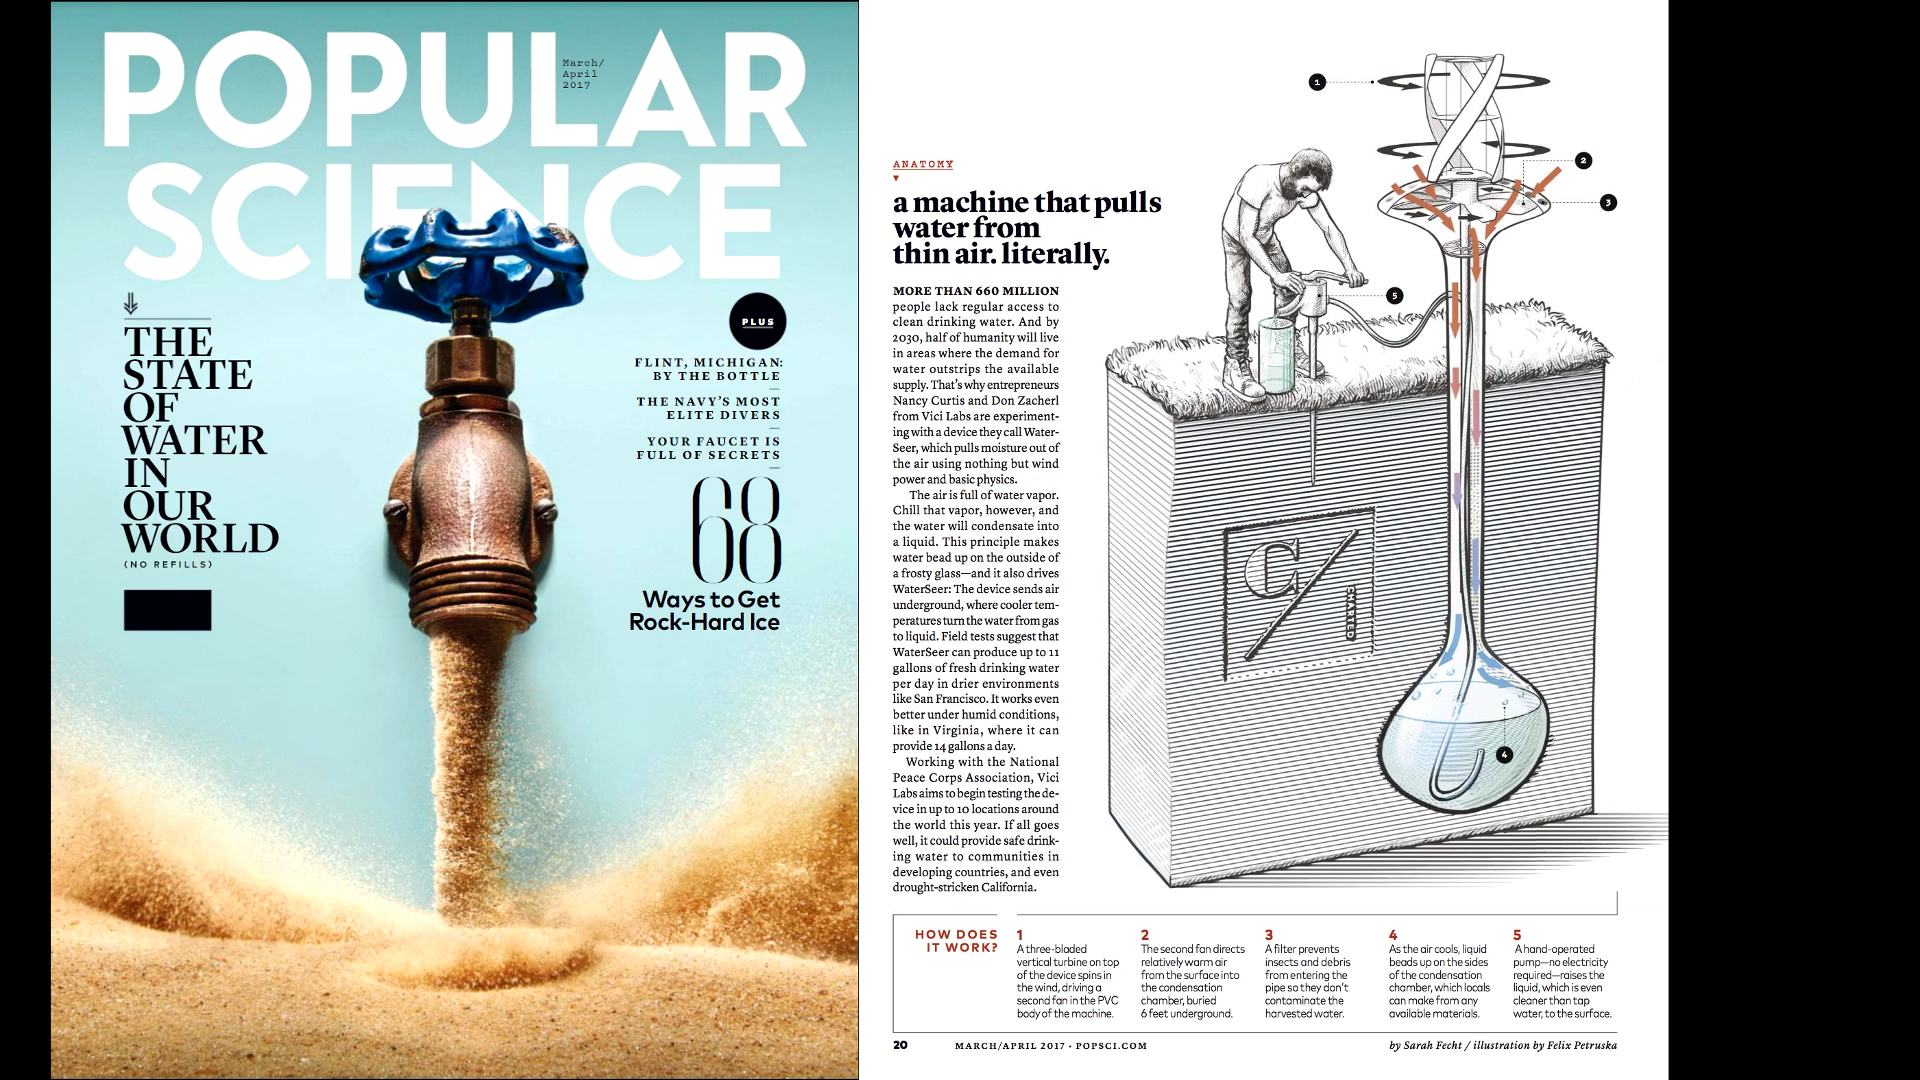 POPULAR
March/
April
2017
SCIENCE
THE
STATE
OF
WATER
IN
OUR
WORLD
(NO REFILLS)
PLUS
FLINT, MICHIGAN:
BY THE BOTTLE
THE NAVY'S MOST
ELITE DIVERS
YOUR FAUCET IS
FULL OF SECRETS
68
Ways to Get
Rock-Hard Ice
ANATOMY
a machine that pulls
water from
thin air. literally.
MORE THAN 660 MILLION
people lack regular access to
clean drinking water. And by
2030, half of humanity will live
in areas where the demand for
water outstrips the available
supply. That's why entrepreneurs
Nancy Curtis and Don Zacherl
from Vici Labs are experiment-
ing with a device they call Water-
Seer, which pulls moisture out of
the air using nothing but wind
power and basic physics.
The air is full of water vapor.
Chill that vapor, however, and
the water will condensate into
a liquid. This principle makes
water bead up on the outside of
a frosty glass—and it also drives
WaterSeer: The device sends air
underground, where cooler tem-
peratures turn the water from gas
to liquid. Field tests suggest that
WaterSeer can produce up to 11
gallons of fresh drinking water
per day in drier environments
like San Francisco. It works even
better under humid conditions,
like in Virginia, where it can
provide 14 gallons a day.
Working with the National
Peace Corps Association, Vici
Labs aims to begin testing the de-
vice in up to 10 locations around
the world this year. If all goes
well, it could provide safe drink-
ing water to communities in
developing countries, and even
drought-stricken California.
1
2
3
5
4
C
CHARTED
HOW DOES
IT WORK?
1
A three-bladed
vertical turbine on top
of the device spins in
the wind, driving a
second fan in the PVC
body of the machine.
2
The second fan directs
relatively warm air
from the surface into
the condensation
chamber, buried
6 feet underground.
3
A filter prevents
insects and debris
from entering the
pipe so they don't
contaminate the
harvested water.
4
As the air cools, liquid
beads up on the sides
of the condensation
chamber, which locals
can make from any
available materials.
5
A hand-operated
pump—no electricity
required—raises the
liquid, which is even
cleaner than tap
water, to the surface.
20
MARCH/APRIL 2017 • POPSCI.COM
by Sarah Fecht / illustration by Felix Petruska